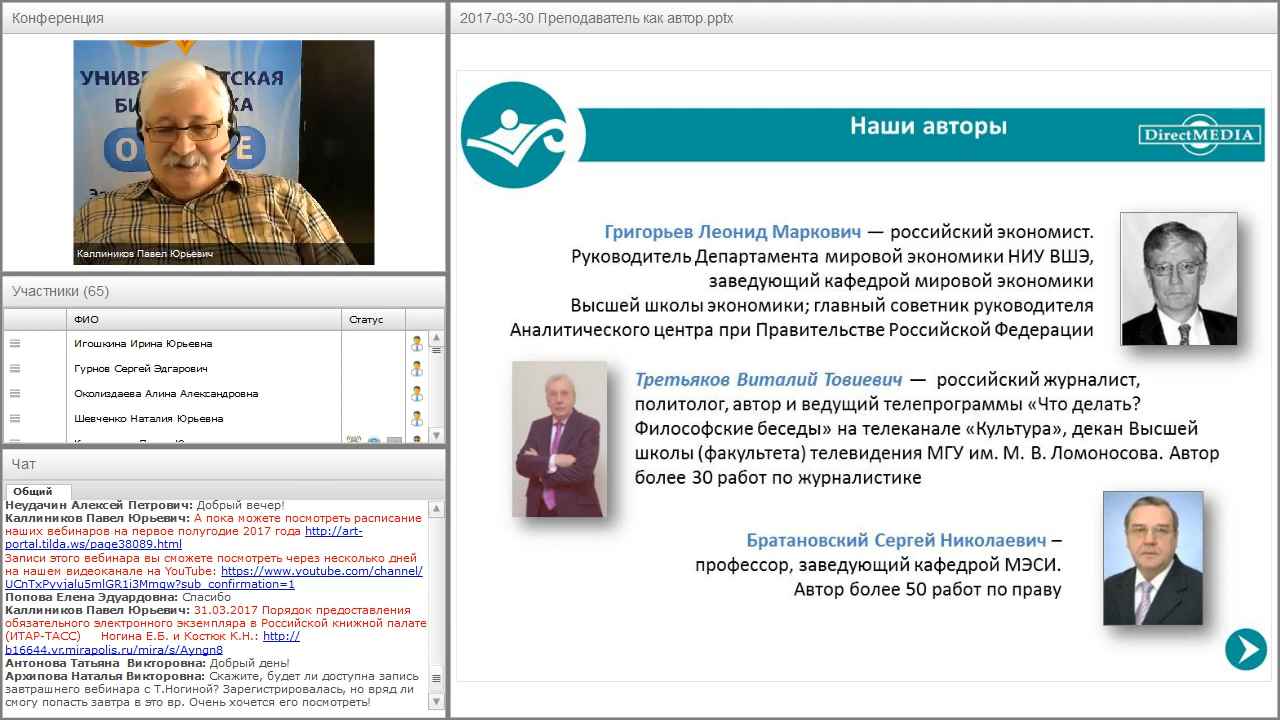 Конференция
УНИВ ТСКАЯ
Каллиников Павел Юрьевич
Участники (65)
ФИО Статус
Игошкина Ирина Юрьевна
Гурнов Сергей Эдгарович
Околиздаева Алина Александровна
Шевченко Наталия Юрьевна
Чат
Общий
Неудачин Алексей Петрович: Добрый вечер!
Каллиников Павел Юрьевич: А пока можете посмотреть расписание
наших вебинаров на первое полугодие 2017 года http://art-
portal.tilda.ws/page38089.html
Записи этого вебинара вы сможете посмотреть через несколько дней
на нашем видеоканале на YouTube: https://www.youtube.com/channel/
UCnTxPvyjalu5mIGR1j3Mmqw?sub_confirmation=1
Попова Елена Эдуардовна: Спасибо
Каллиников Павел Юрьевич: 31.03.2017 Порядок предоставления
обязательного электронного экземпляра в Российской книжной палате
(ИТАР-ТАСС) Ногина Е.Б. и Костюк К.Н.: http://
b16644.vr.mirapolis.ru/mira/s/Ayngn8
Антонова Татьяна Викторовна: Добрый день!
Архипова Наталья Викторовна: Скажите, будет ли доступна запись
завтрашнего вебинара с Т.Ногиной? Зарегистрировалась, но вряд ли
смогу попасть завтра в это вр. Очень хочется его посмотреть!
2017-03-30 Преподаватель как автор.pptx
Наши авторы
DirectMEDIA
Григорьев Леонид Маркович — российский экономист.
Руководитель Департамента мировой экономики НИУ ВШЭ,
заведующий кафедрой мировой экономики
Высшей школы экономики; главный советник руководителя
Аналитического центра при Правительстве Российской Федерации
Третьяков Виталий Товиевич — российский журналист,
политолог, автор и ведущий телепрограммы «Что делать?
Философские беседы» на телеканале «Культура», декан Высшей
школы (факультета) телевидения МГУ им. М. В. Ломоносова. Автор
более 30 работ по журналистике
Братановский Сергей Николаевич –
профессор, заведующий кафедрой МЭСИ.
Автор более 50 работ по праву